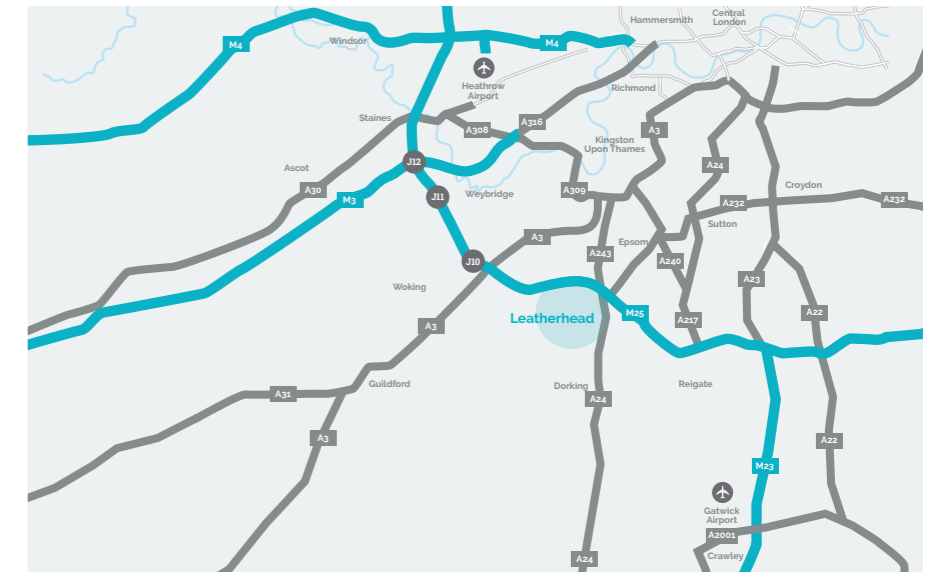 Hammersmith
Central
London
M4
Windsor
M4
Heathrow
Airport
Richmond
Staines
A308
A316
A3
Kingston
Upon Thames
J12
A24
Ascot
A30
M3
J11
Weybridge
A309
Croydon
A232
A232
Sutton
A3
Epsom
A243
A240
J10
A23
Woking
Leatherhead
M25
A22
A217
A3
Guildford
Dorking
Reigate
A31
A24
A3
A22
M23
Gatwick
Airport
A2001
Crawley
A24